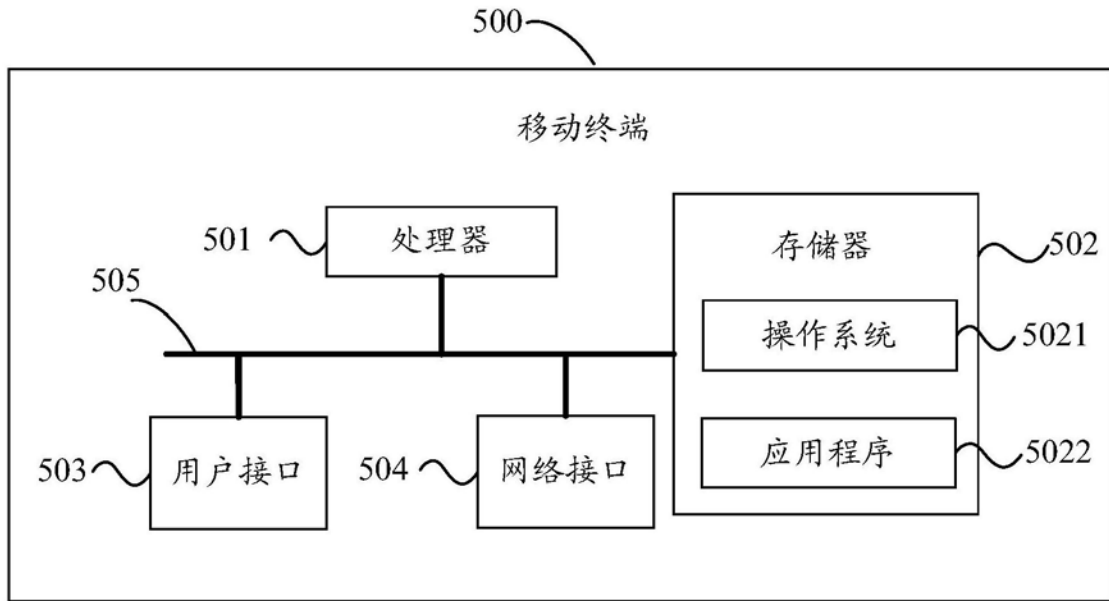 500
移动终端
501
处理器
存储器
502
505
操作系统
5021
503
用户接口
504
网络接口
应用程序
5022